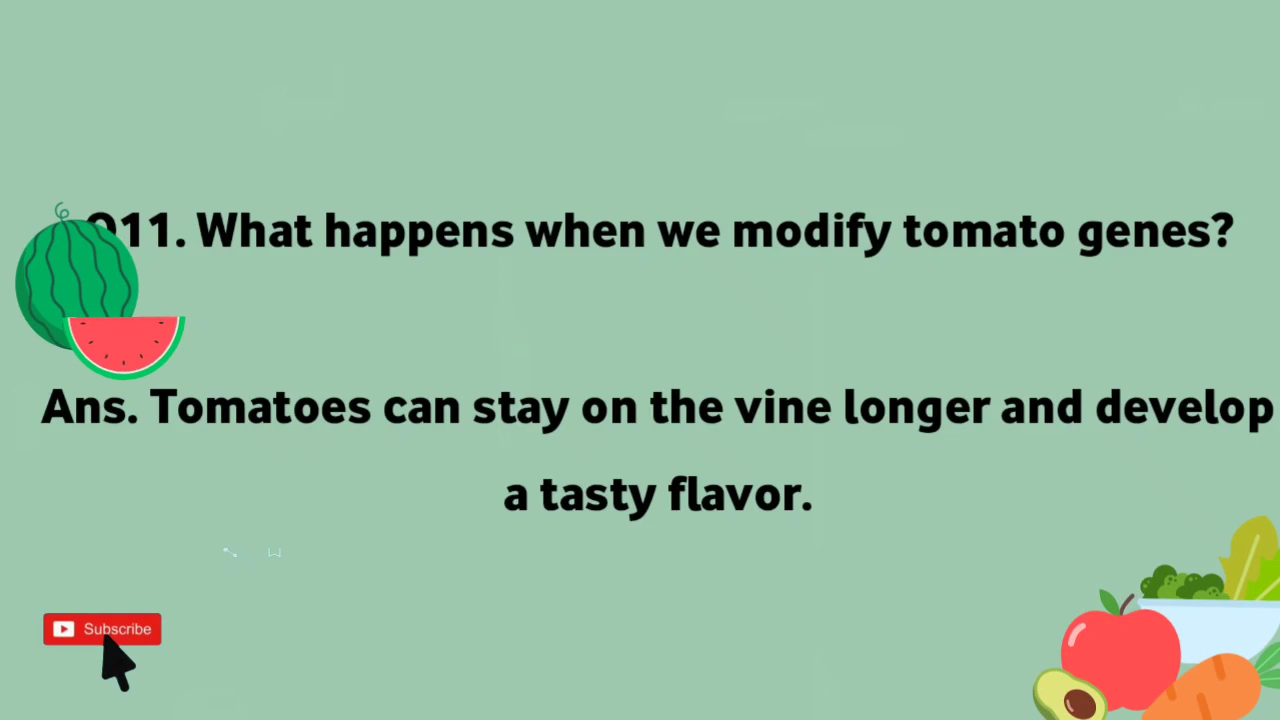 Q11. What happens when we modify tomato genes?
Ans. Tomatoes can stay on the vine longer and develop
a tasty flavor.
Subscribe